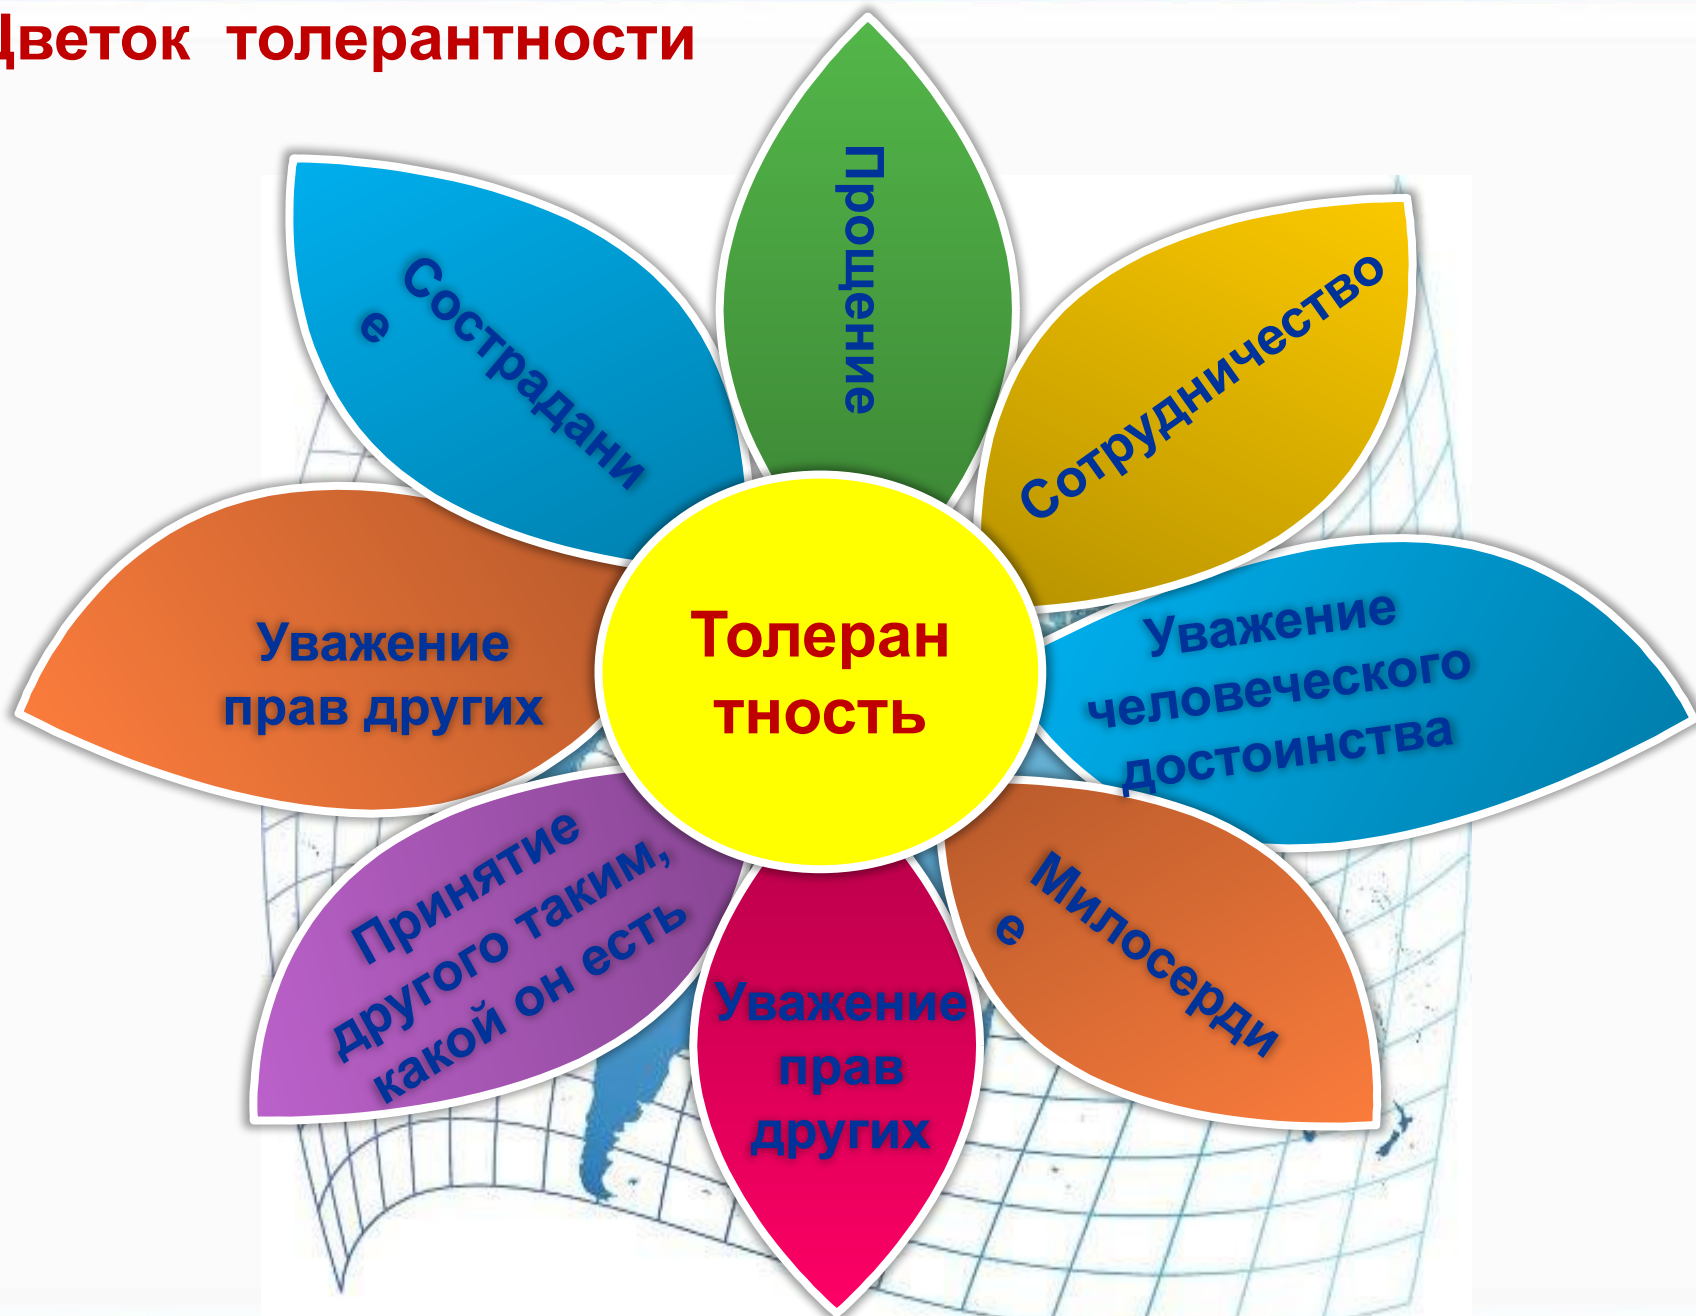 Цветок толерантности
Прощение
Сострадани
е
Сотрудничество
Уважение
прав других
Толеран
тность
Уважение
человеческого
достоинства
Принятие
другого таким,
какой он есть
Уважение
прав
других
Милосерди
е